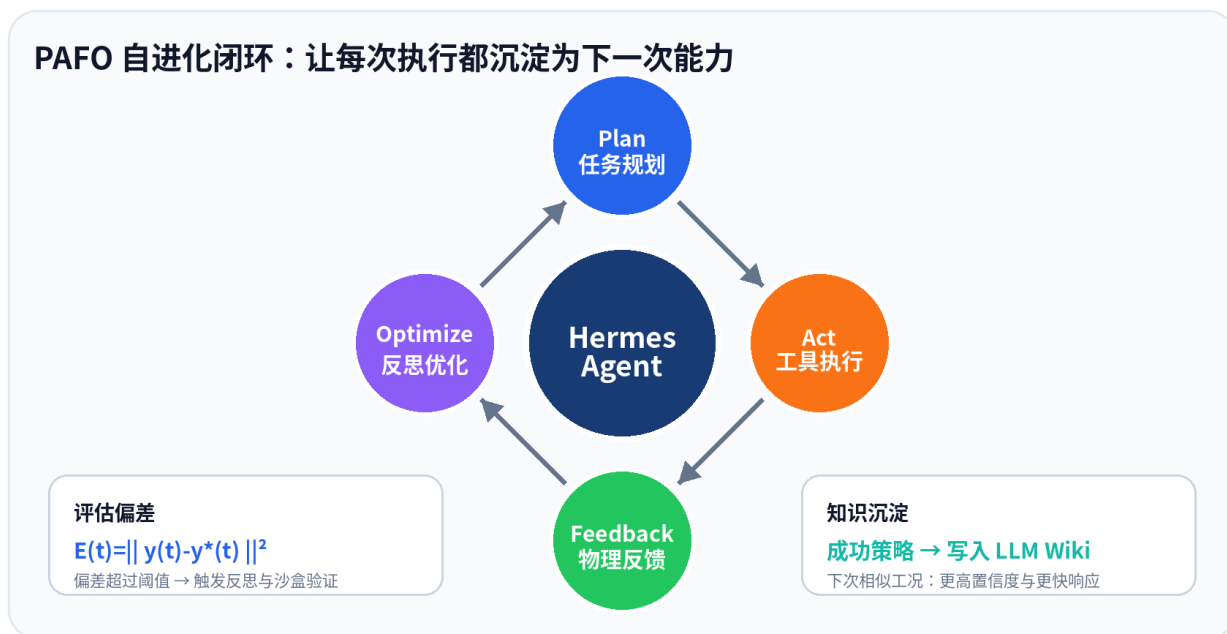 PAFO 自进化闭环：让每次执行都沉淀为下一次能力
Plan
任务规划
Optimize
反思优化
Hermes
Agent
Act
工具执行
Feedback
物理反馈
评估偏差
E(t)=|| y(t)-y*(t) ||²
偏差超过阈值 → 触发反思与沙盒验证
知识沉淀
成功策略 → 写入 LLM Wiki
下次相似工况：更高置信度与更快响应